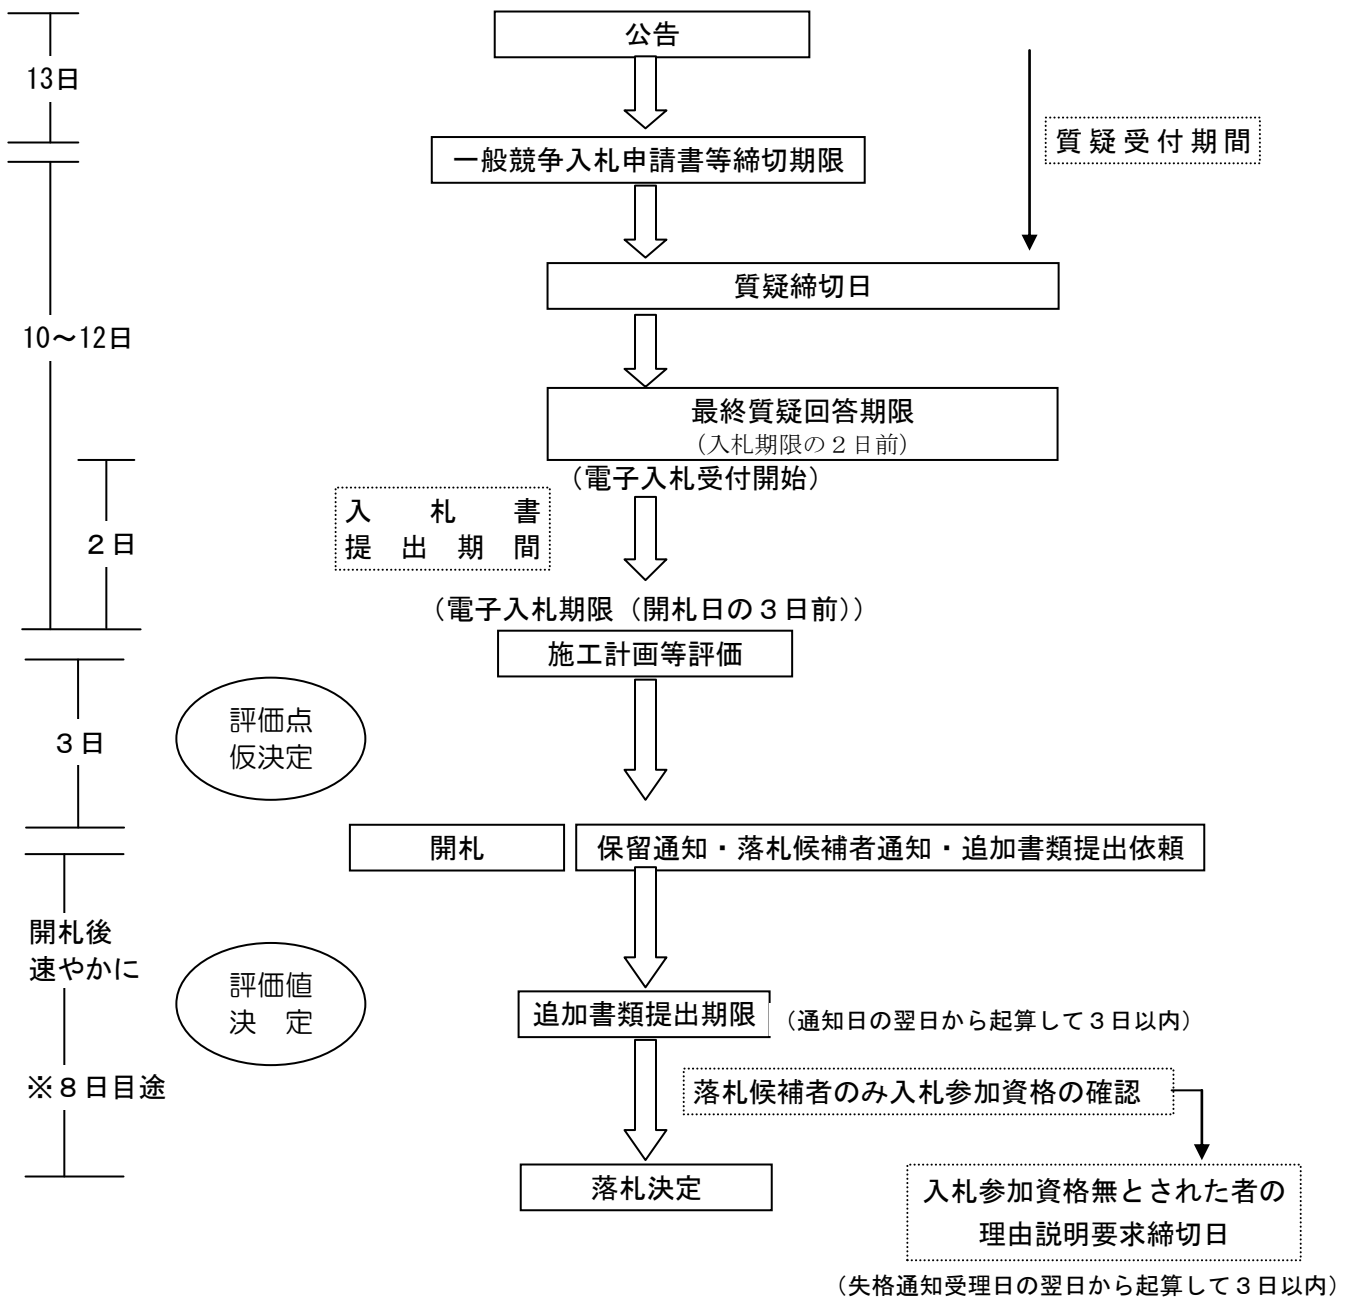 公告
13日
質疑受付期間
一般競争入札申請書等締切期限
質疑締切日
10～12日
最終質疑回答期限
（入札期限の２日前）
（電子入札受付開始）
入札書
提出期間
２日
（電子入札期限（開札日の３日前））
施工計画等評価
評価点
仮決定
３日
開札
保留通知・落札候補者通知・追加書類提出依頼
開札後
速やかに
評価値
決　定
追加書類提出期限
（通知日の翌日から起算して３日以内）
※８日目途
落札候補者のみ入札参加資格の確認
落札決定
入札参加資格無とされた者の
理由説明要求締切日
（失格通知受理日の翌日から起算して３日以内）